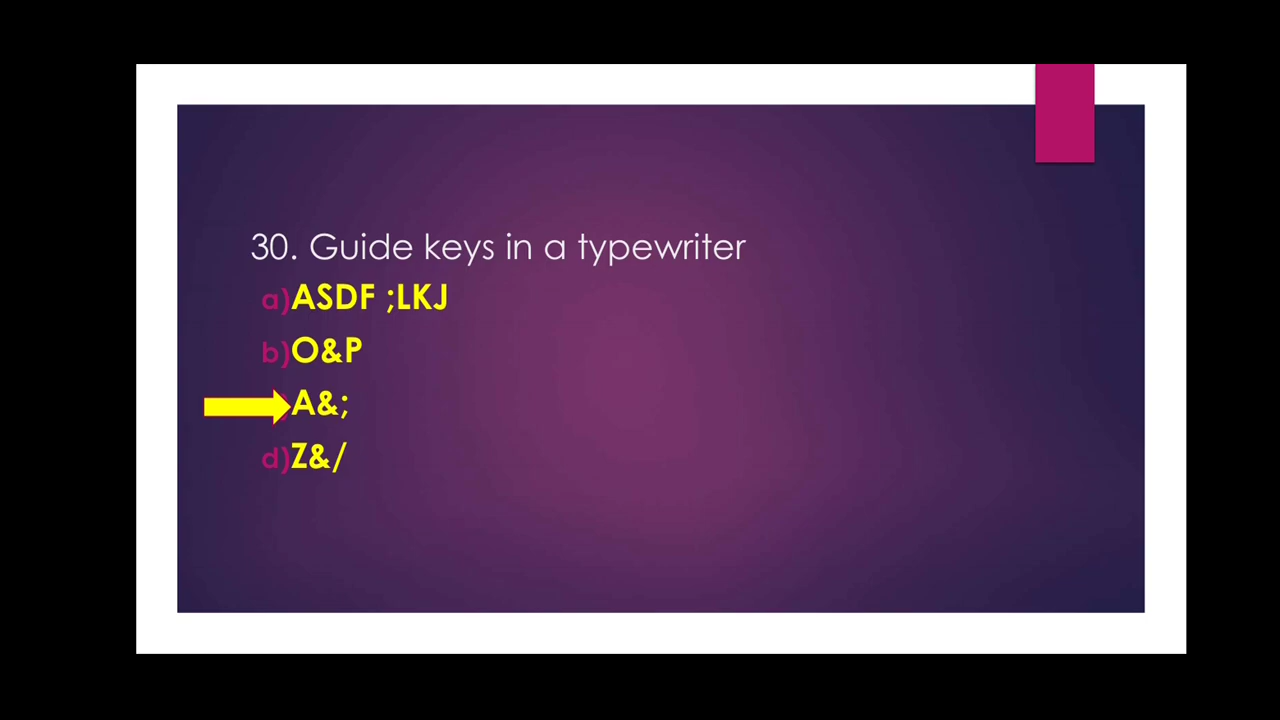 30. Guide keys in a typewriter
a)ASDF ;LKJ
b)O&P
)A&;
d)Z&/